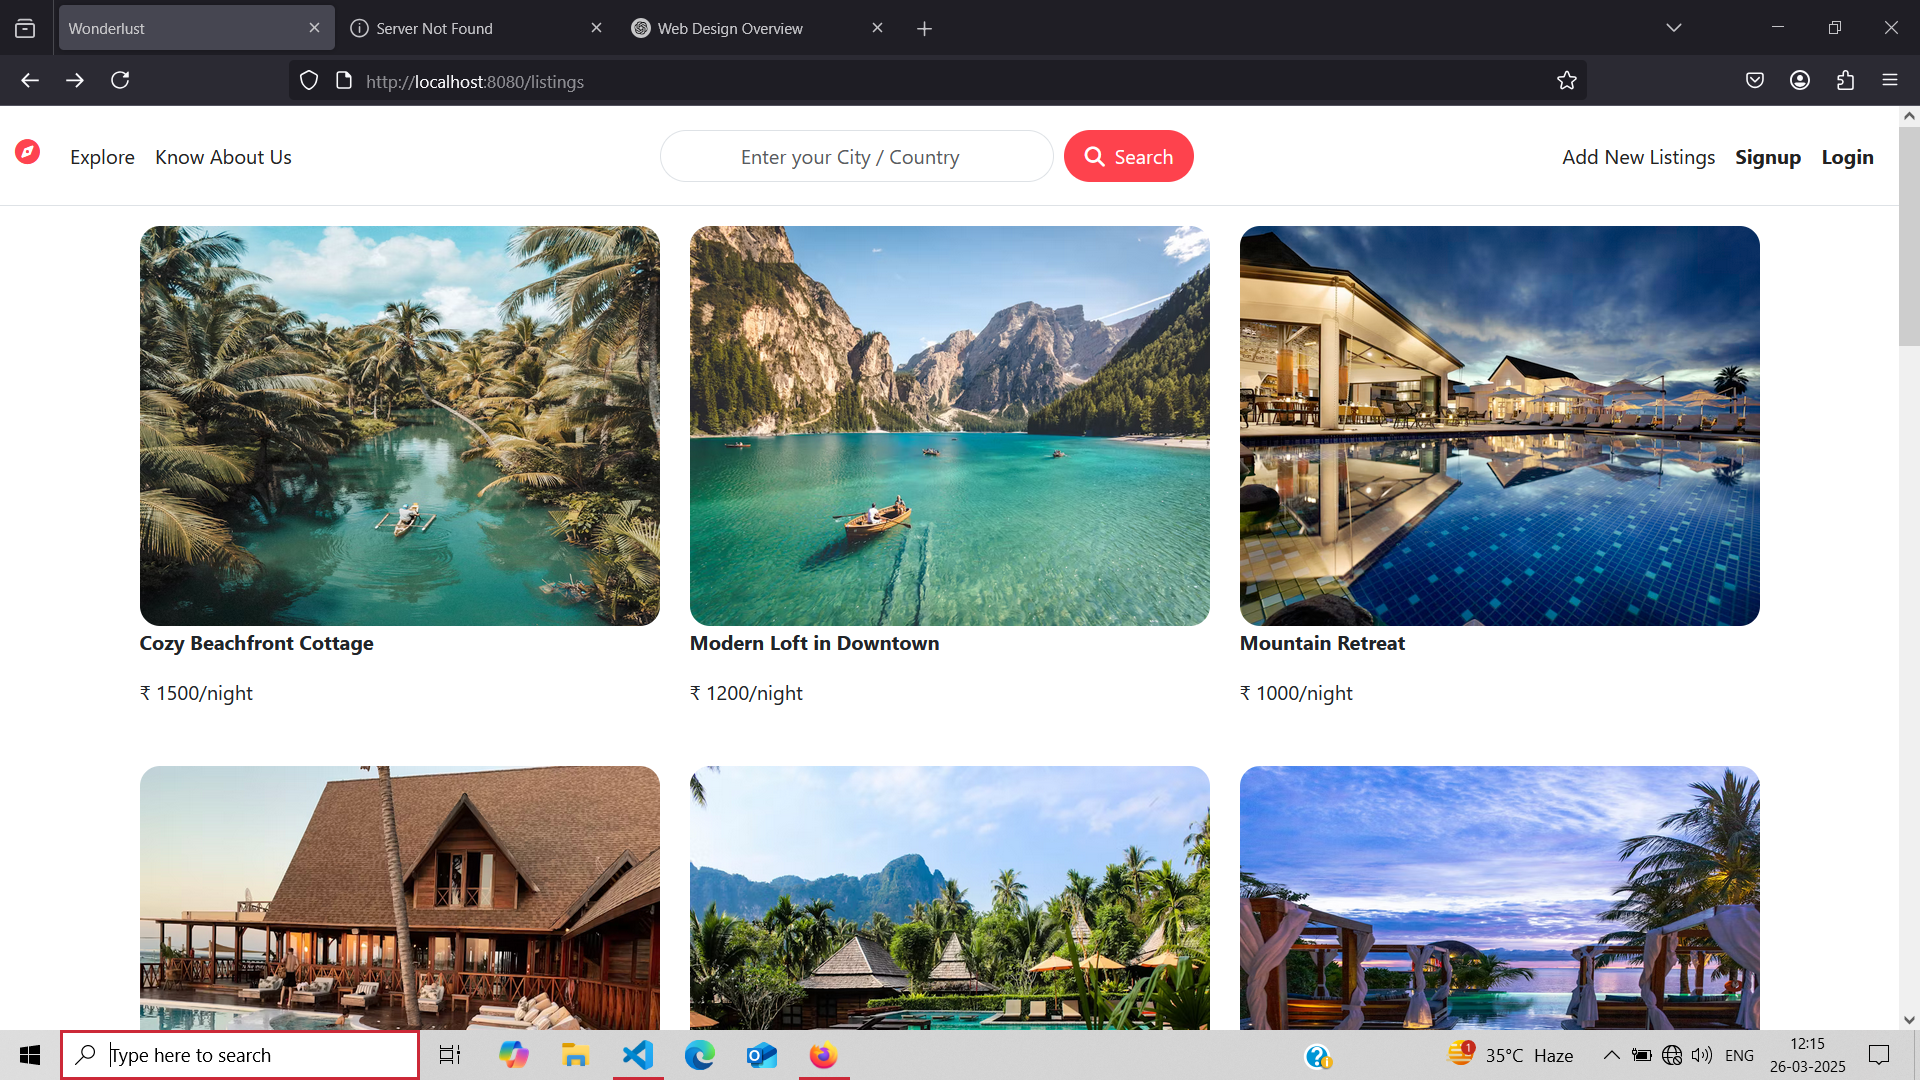 Wonderlust
Server Not Found
Web Design Overview
http://localhost:8080/listings
Explore
Know About Us
Enter your City / Country
Search
Add New Listings
Signup
Login
Cozy Beachfront Cottage
Modern Loft in Downtown
Mountain Retreat
₹ 1500/night
₹ 1200/night
₹ 1000/night
Type here to search
1
35°C Haze
ENG
12:15
26-03-2025